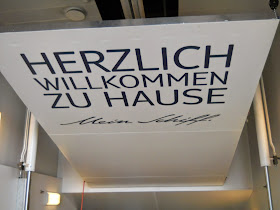 HERZLICH
WILLKOMMEN
ZU HAUSE
Mein Schiff.